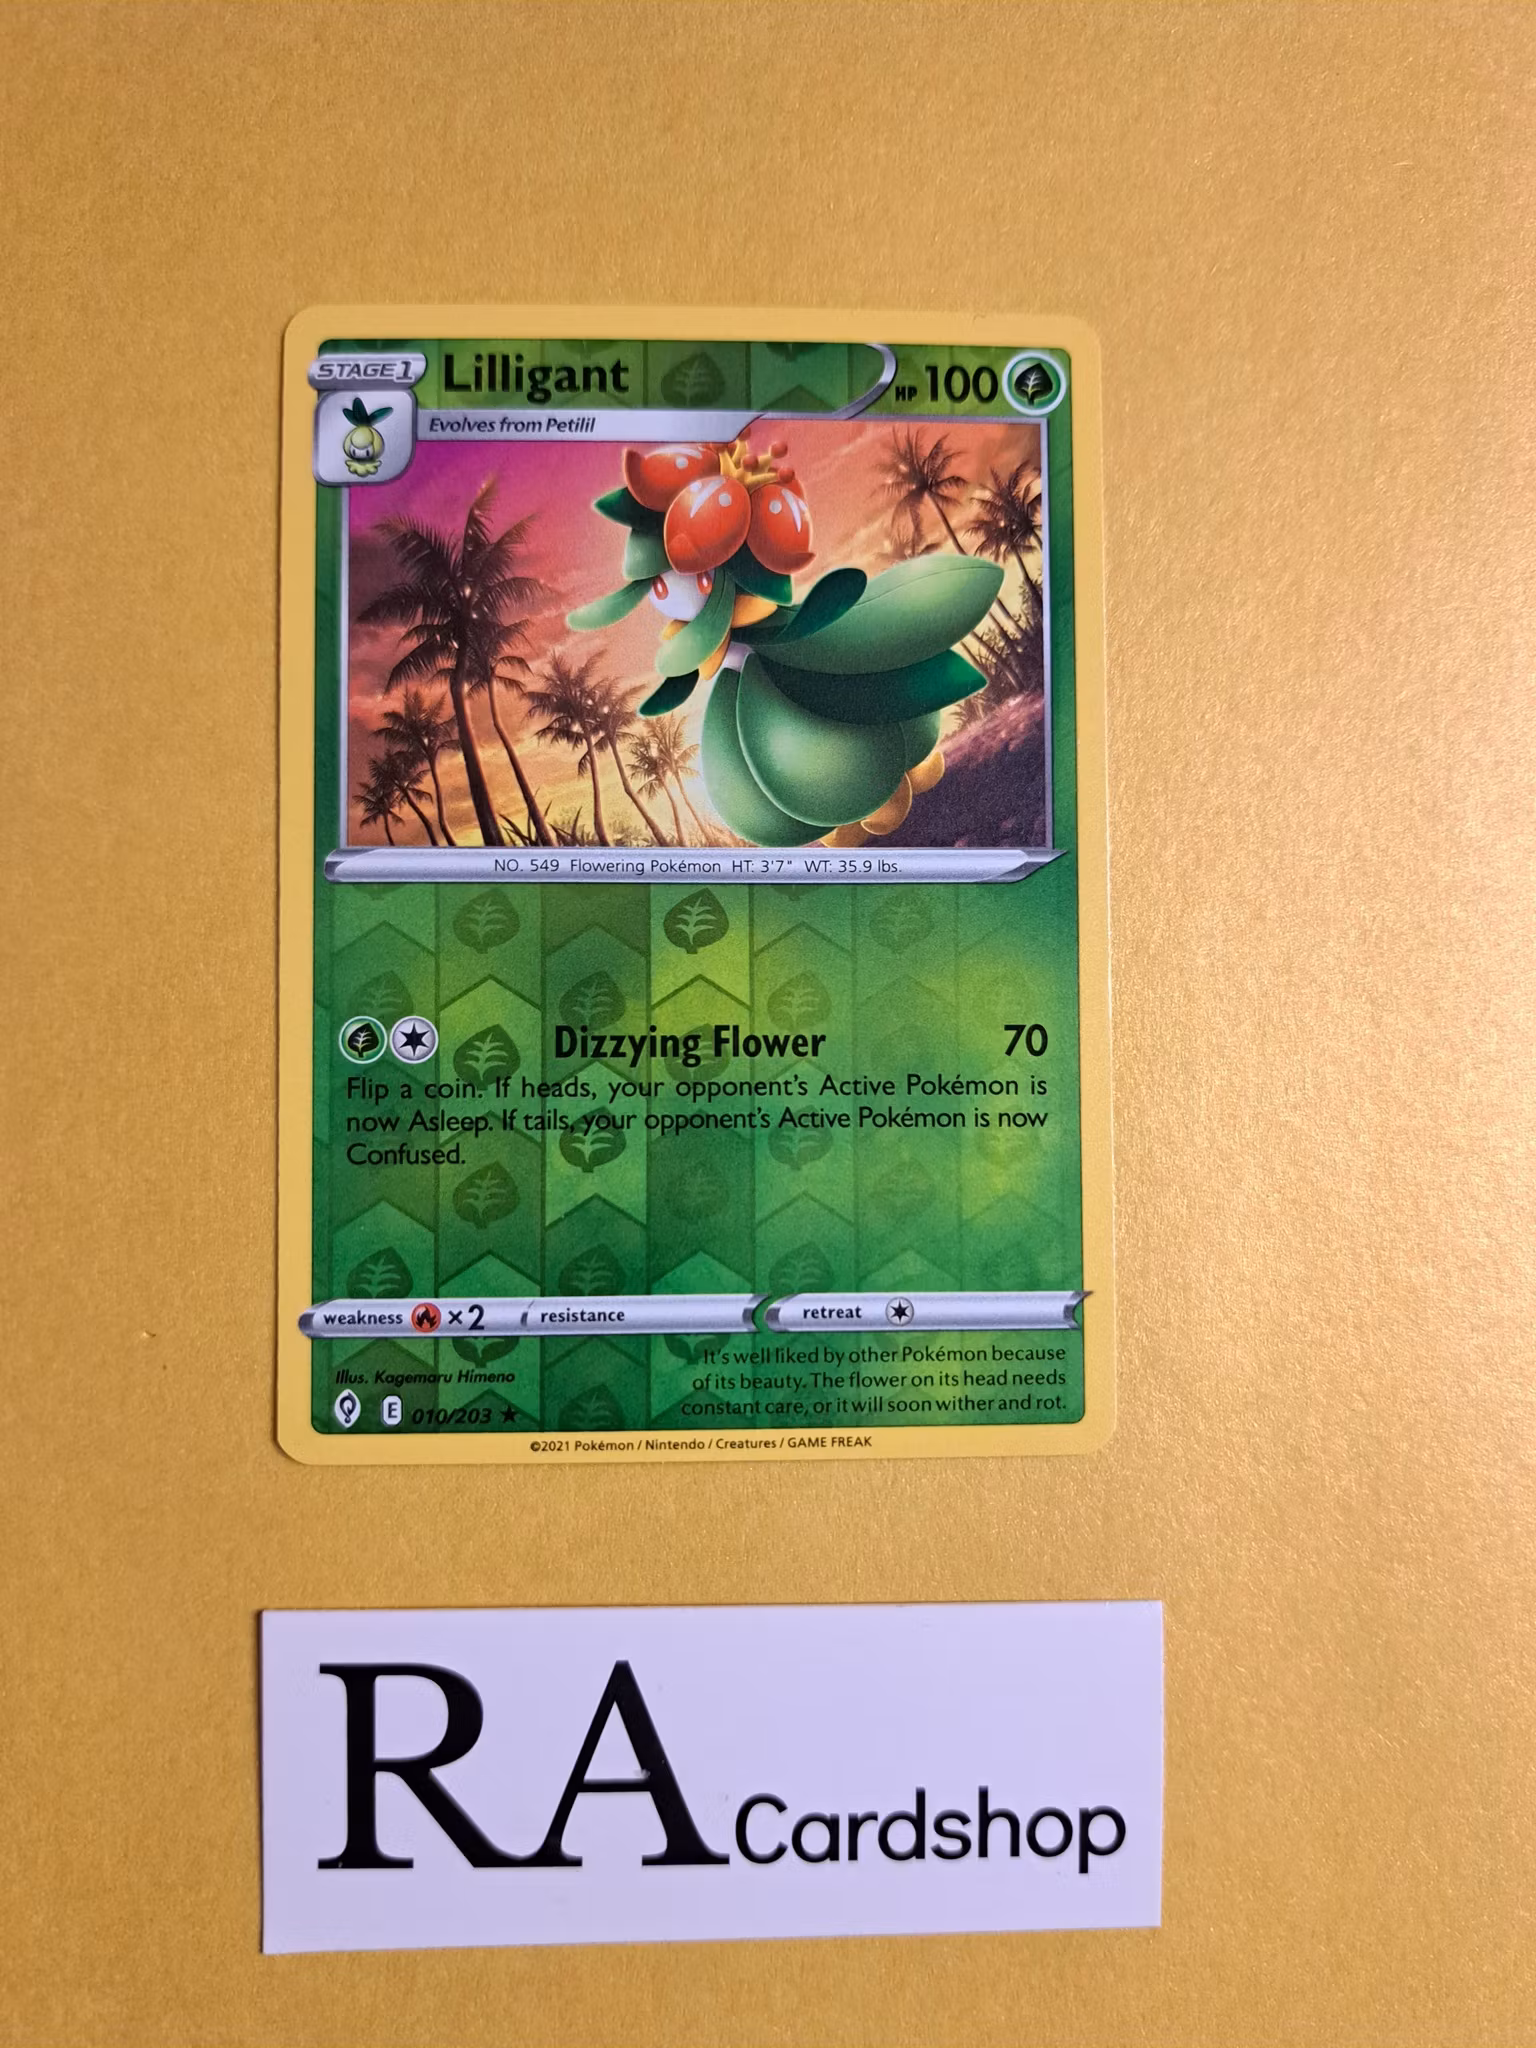 STAGE 1
Lilligant
HP 100
Evolves from Petilil
NO. 549 Flowering Pokémon HT: 3'7" WT: 35.9 lbs.
Dizzying Flower 70
Flip a coin. If heads, your opponent's Active Pokémon is
now Asleep. If tails, your opponent's Active Pokémon is now
Confused.
weakness ×2 resistance retreat
It's well liked by other Pokémon because
of its beauty. The flower on its head needs
constant care, or it will soon wither and rot.
Illus. Kagemaru Himeno
E 010/203 ★
©2021 Pokémon / Nintendo / Creatures / GAME FREAK
RA Cardshop